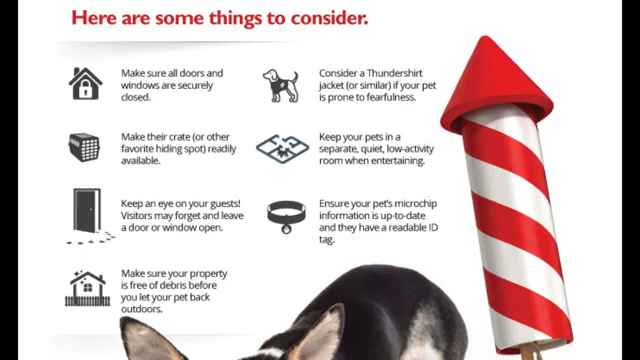 Here are some things to consider.
Make sure all doors and
windows are securely
closed.
Make their crate (or other
favorite hiding spot) readily
available.
Keep an eye on your guests!
Visitors may forget and leave
a door or window open.
Make sure your property
is free of debris before
you let your pet back
outdoors.
Consider a Thundershirt
jacket (or similar) if your pet
is prone to fearfulness.
Keep your pets in a
separate, quiet, low-activity
room when entertaining.
Ensure your pet's microchip
information is up-to-date
and they have a readable ID
tag.